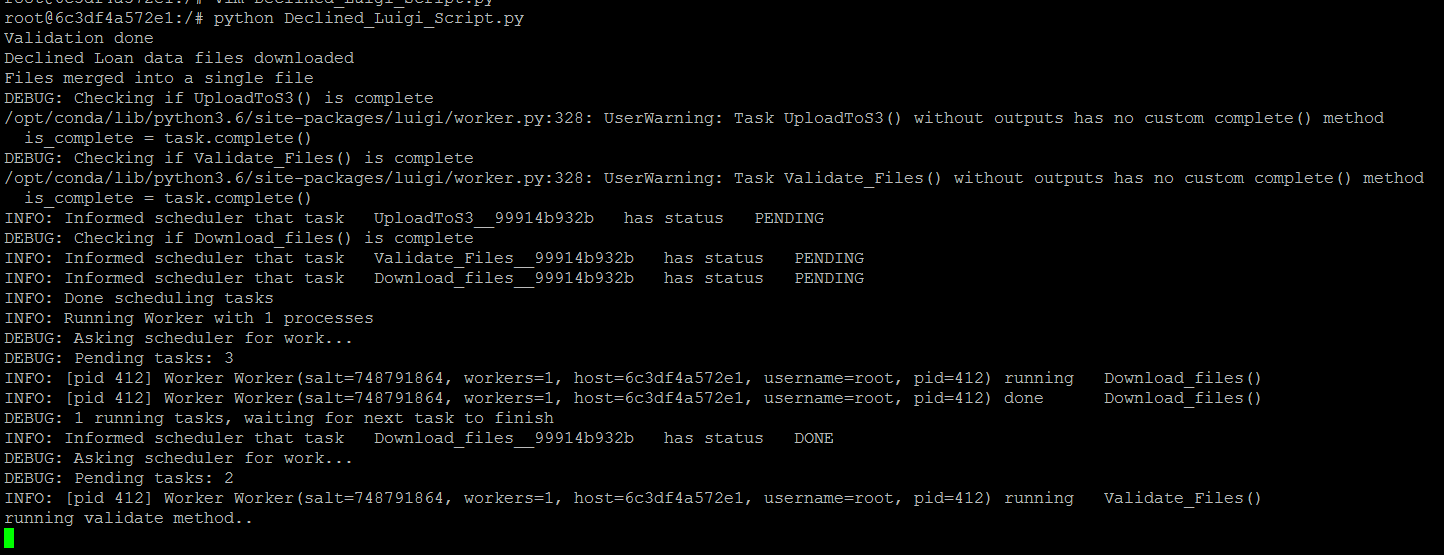 root@6c3df4a572e1:/# vim Declined_Luigi_Script.py
root@6c3df4a572e1:/# python Declined_Luigi_Script.py
Validation done
Declined Loan data files downloaded
Files merged into a single file
DEBUG: Checking if UploadToS3() is complete
/opt/conda/lib/python3.6/site-packages/luigi/worker.py:328: UserWarning: Task UploadToS3() without outputs has no custom complete() method
  is_complete = task.complete()
DEBUG: Checking if Validate_Files() is complete
/opt/conda/lib/python3.6/site-packages/luigi/worker.py:328: UserWarning: Task Validate_Files() without outputs has no custom complete() method
  is_complete = task.complete()
INFO: Informed scheduler that task   UploadToS3__99914b932b   has status   PENDING
DEBUG: Checking if Download_files() is complete
INFO: Informed scheduler that task   Validate_Files__99914b932b   has status   PENDING
INFO: Informed scheduler that task   Download_files__99914b932b   has status   PENDING
INFO: Done scheduling tasks
INFO: Running Worker with 1 processes
DEBUG: Asking scheduler for work...
DEBUG: Pending tasks: 3
INFO: [pid 412] Worker Worker(salt=748791864, workers=1, host=6c3df4a572e1, username=root, pid=412) running   Download_files()
INFO: [pid 412] Worker Worker(salt=748791864, workers=1, host=6c3df4a572e1, username=root, pid=412) done      Download_files()
DEBUG: 1 running tasks, waiting for next task to finish
INFO: Informed scheduler that task   Download_files__99914b932b   has status   DONE
DEBUG: Asking scheduler for work...
DEBUG: Pending tasks: 2
INFO: [pid 412] Worker Worker(salt=748791864, workers=1, host=6c3df4a572e1, username=root, pid=412) running   Validate_Files()
running validate method..